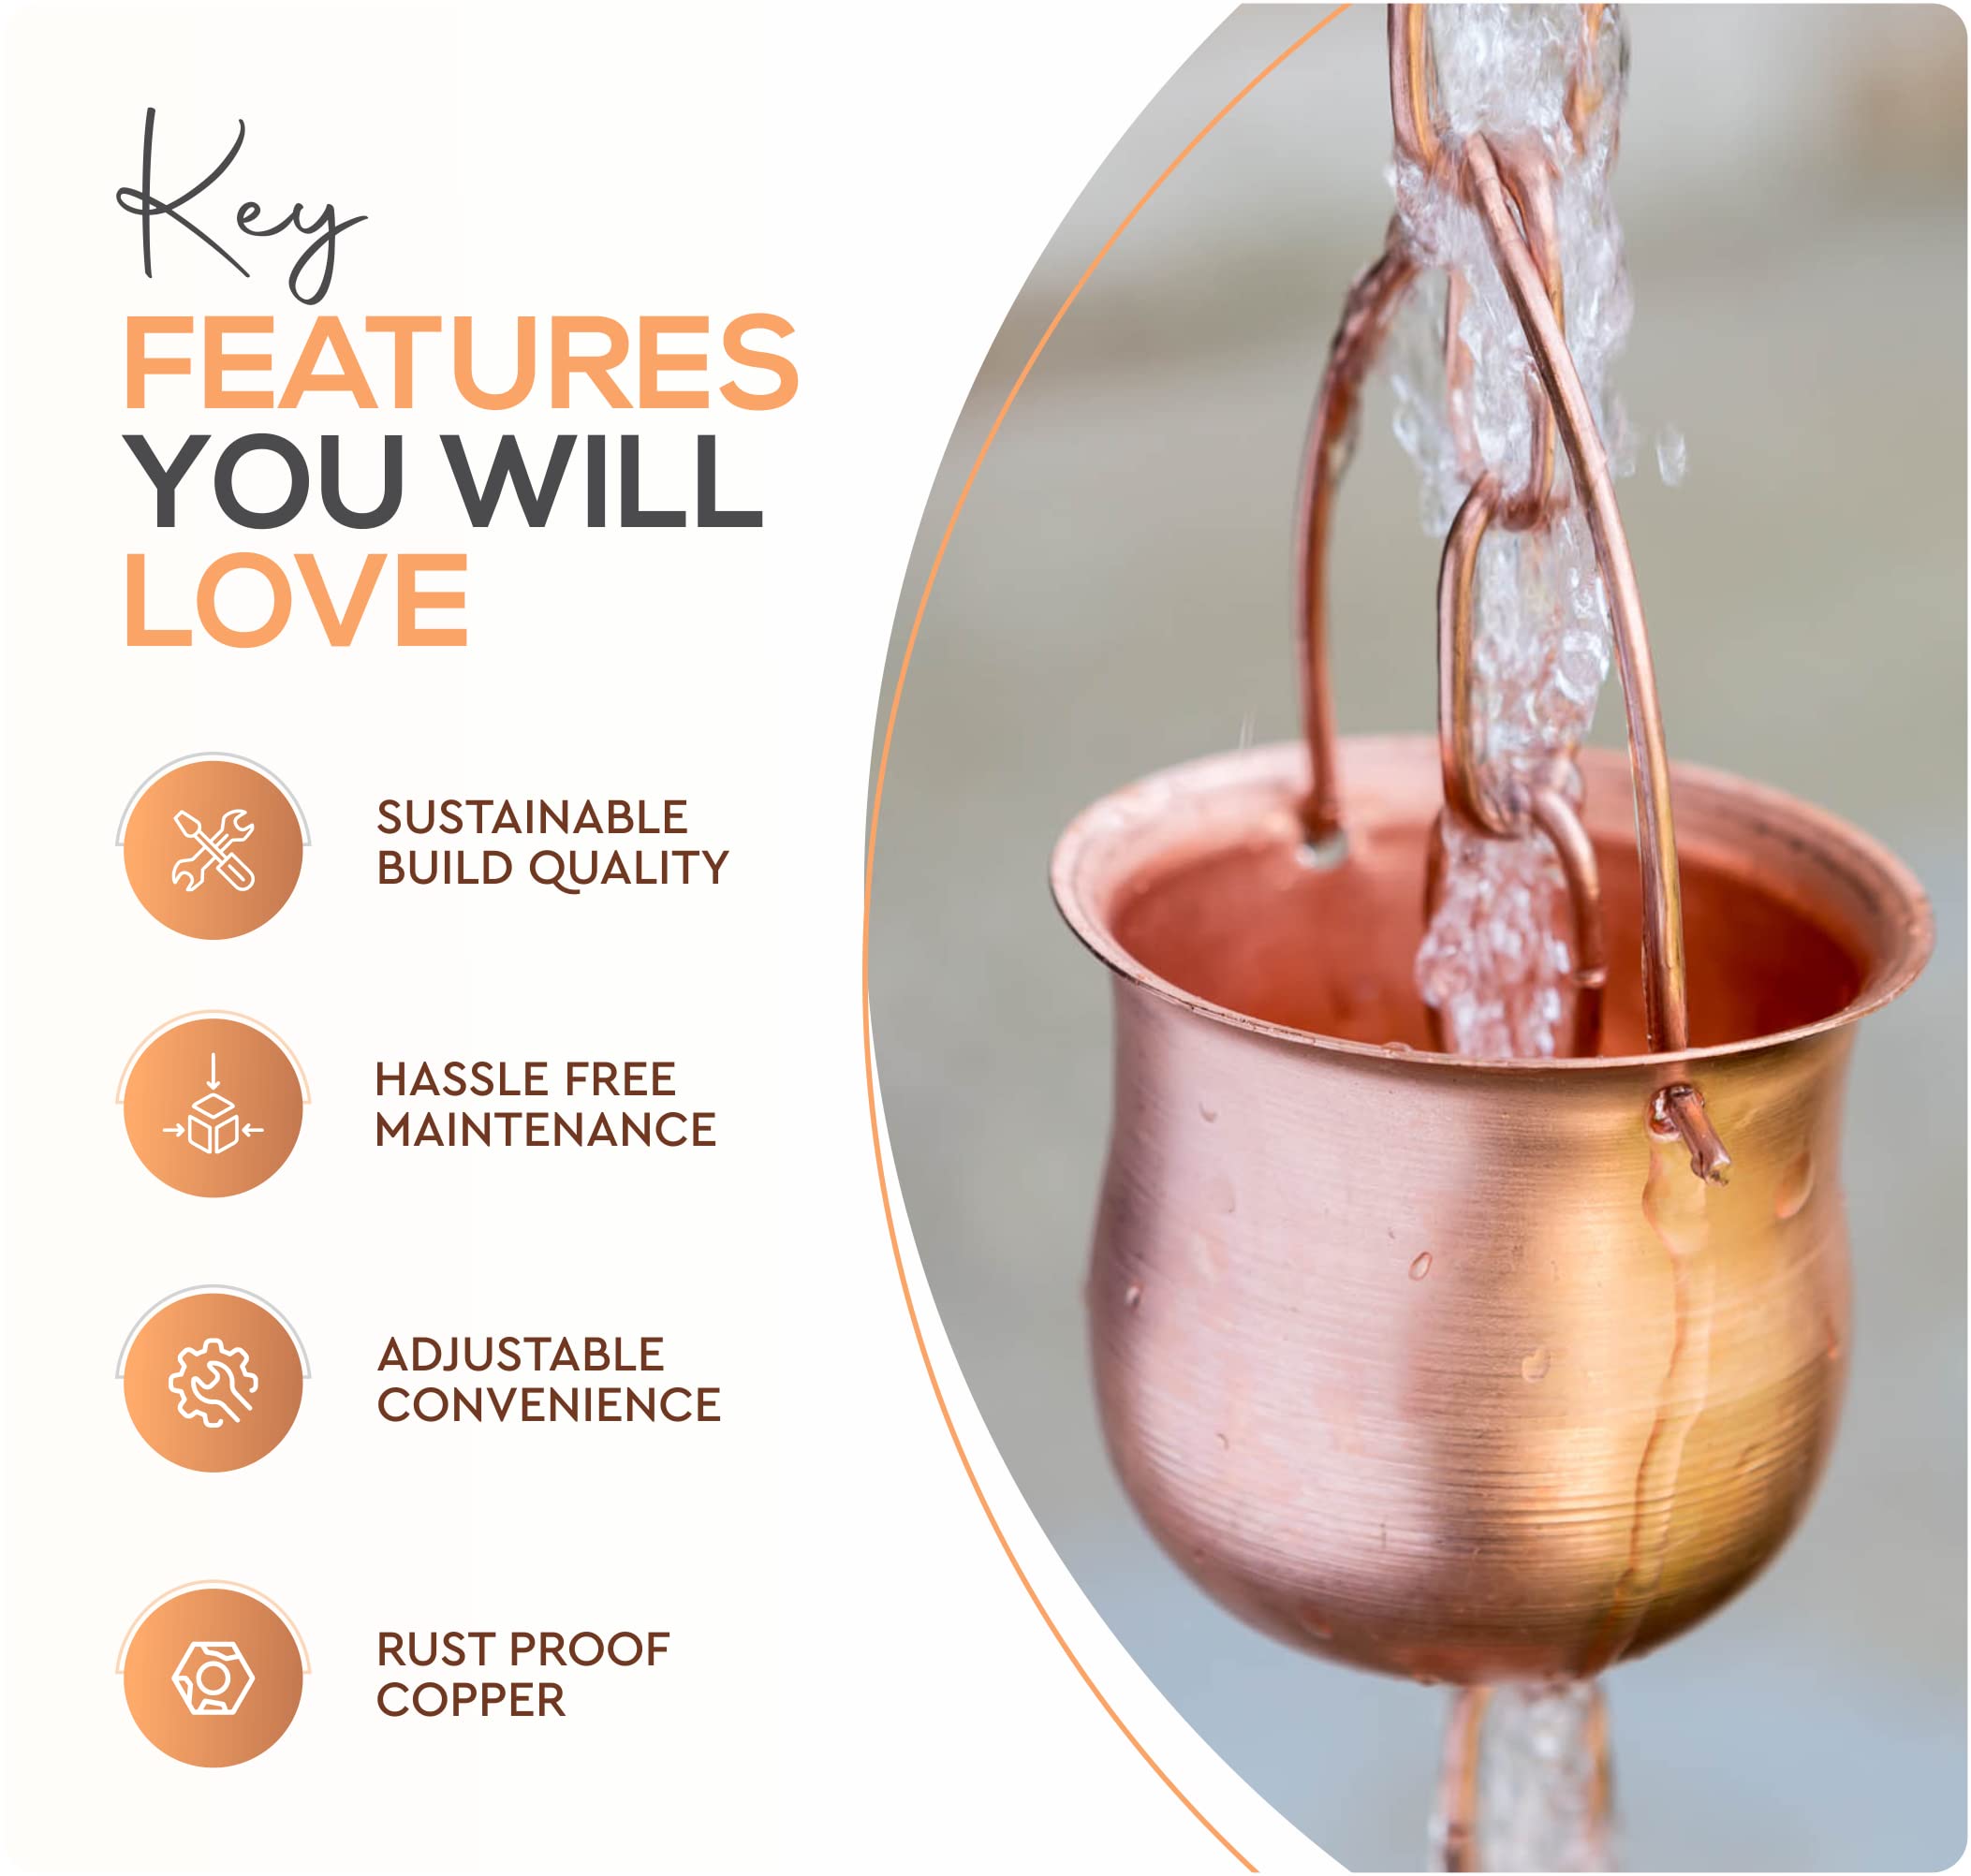 Key
FEATURES
YOU WILL
LOVE
SUSTAINABLE
BUILD QUALITY
HASSLE FREE
MAINTENANCE
ADJUSTABLE
CONVENIENCE
RUST PROOF
COPPER